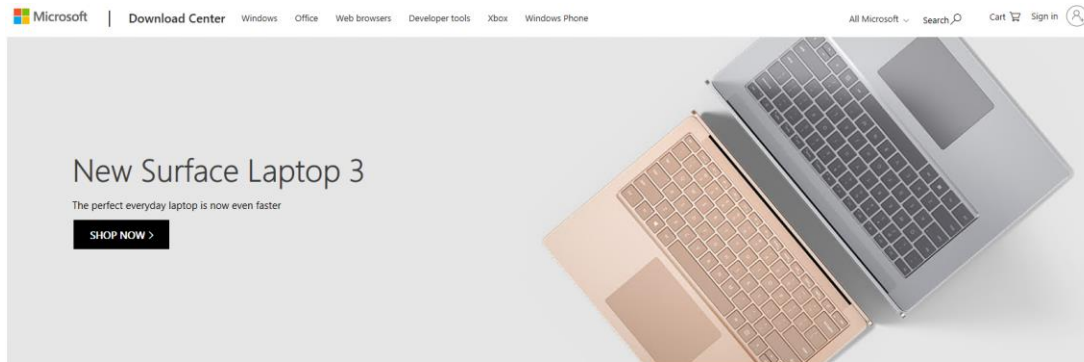 Microsoft | Download Center Windows Office Web browsers Developer tools Xbox Windows Phone All Microsoft Search Cart Sign in
New Surface Laptop 3
The perfect everyday laptop is now even faster
SHOP NOW >